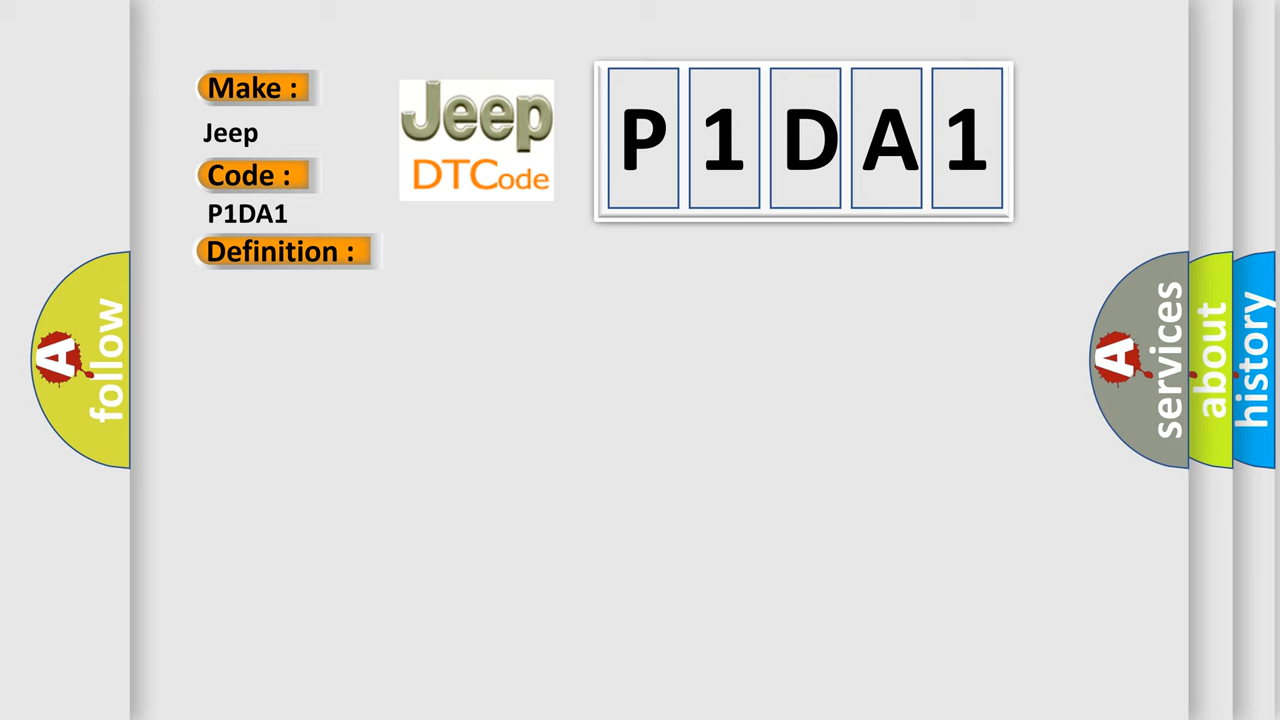 Make :
Jeep
Code :
P1DA1
Definition :
Jeep
DTCode
P 1 D A 1
A follow
A services
about
history